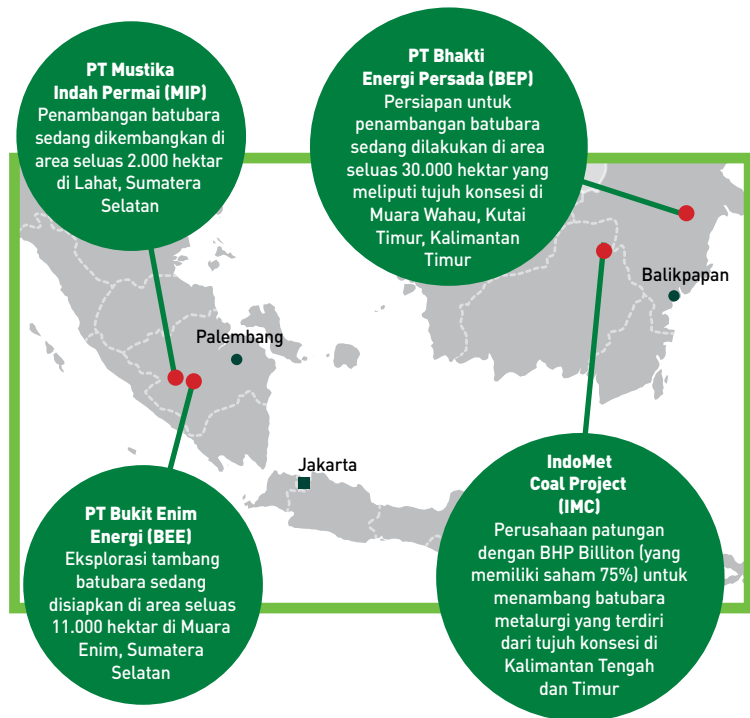 PT Mustika
Indah Permai (MIP)
Penambangan batubara
sedang dikembangkan di
area seluas 2.000 hektar
di Lahat, Sumatera
Selatan
PT Bhakti
Energi Persada (BEP)
Persiapan untuk
penambangan batubara
sedang dilakukan di area
seluas 30.000 hektar yang
meliputi tujuh konsesi di
Muara Wahau, Kutai
Timur, Kalimantan
Timur
Balikpapan
Palembang
Jakarta
PT Bukit Enim
Energi (BEE)
Eksplorasi tambang
batubara sedang
disiapkan di area seluas
11.000 hektar di Muara
Enim, Sumatera
Selatan
IndoMet
Coal Project
(IMC)
Perusahaan patungan
dengan BHP Billiton (yang
memiliki saham 75%) untuk
menambang batubara
metalurgi yang terdiri
dari tujuh konsesi di
Kalimantan Tengah
dan Timur